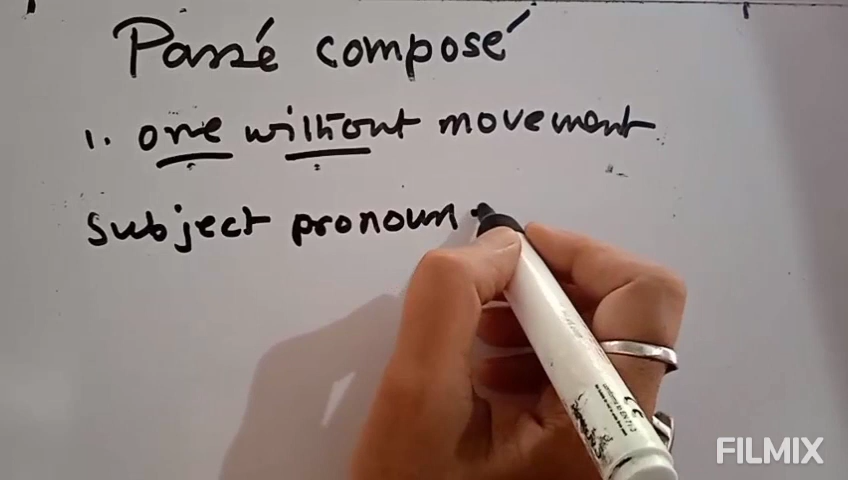 Passé composé
1. one without movement
subject pronoun
FILMIX